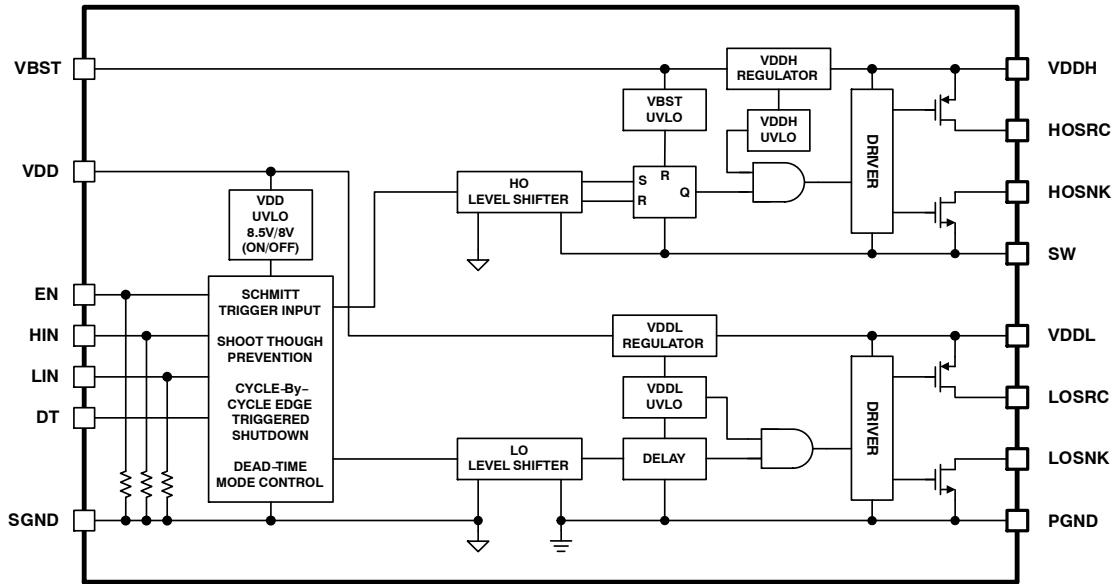 VBST
VDDH
REGULATOR
VDDH
VBST
UVLO
VDDH
UVLO
HOSRC
DRIVER
VDD
HO
LEVEL SHIFTER
S
R
R
Q
HOSNK
VDD
UVLO
8.5V/8V
(ON/OFF)
SW
EN
HIN
LIN
DT
SCHMITT
TRIGGER INPUT
SHOOT THOUGH
PREVENTION
CYCLE-By-
CYCLE EDGE
TRIGGERED
SHUTDOWN
DEAD-TIME
MODE CONTROL
VDDL
REGULATOR
VDDL
VDDL
UVLO
LOSRC
DRIVER
LO
LEVEL SHIFTER
DELAY
LOSNK
SGND
PGND